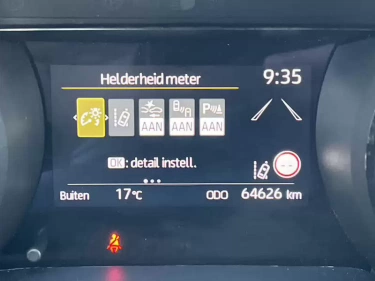 Helderheid meter 9:35
AAN AAN AAN
OK : detail instell.
Buiten 17°C ODO 64626 km